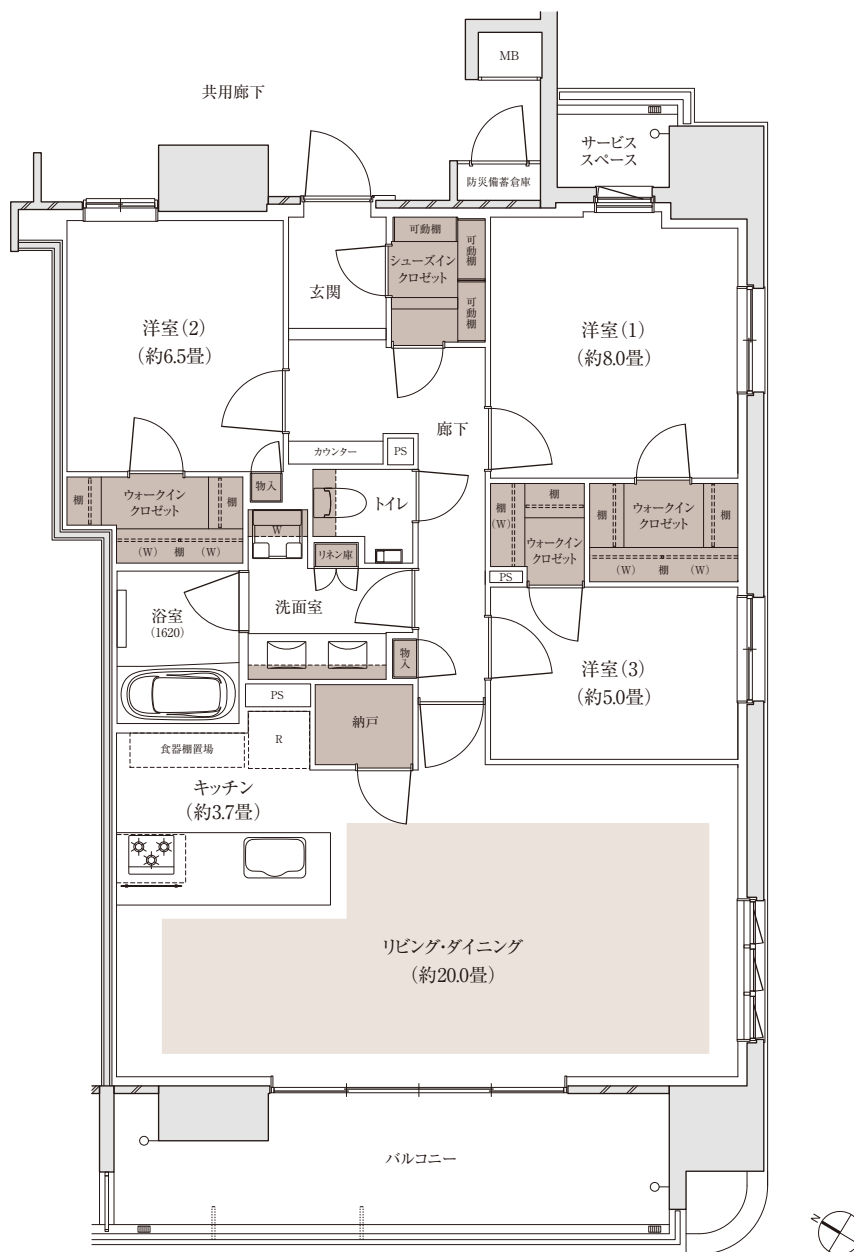 MB
共用廊下
サービス
スペース
防災備蓄倉庫
可動棚
可動棚
シューズイン
クロゼット
玄関
可動棚
洋室(2)
(約6.5畳)
洋室(1)
(約8.0畳)
廊下
カウンター
PS
物入
トイレ
棚
ウォークイン
クロゼット
棚
(W) 棚 (W)
W
リネン庫
棚
(W)
棚
ウォークイン
クロゼット
棚
ウォークイン
クロゼット
棚
(W) 棚 (W)
PS
浴室
(1620)
洗面室
物入
洋室(3)
(約5.0畳)
PS
納戸
R
食器棚置場
キッチン
(約3.7畳)
リビング・ダイニング
(約20.0畳)
バルコニー
N